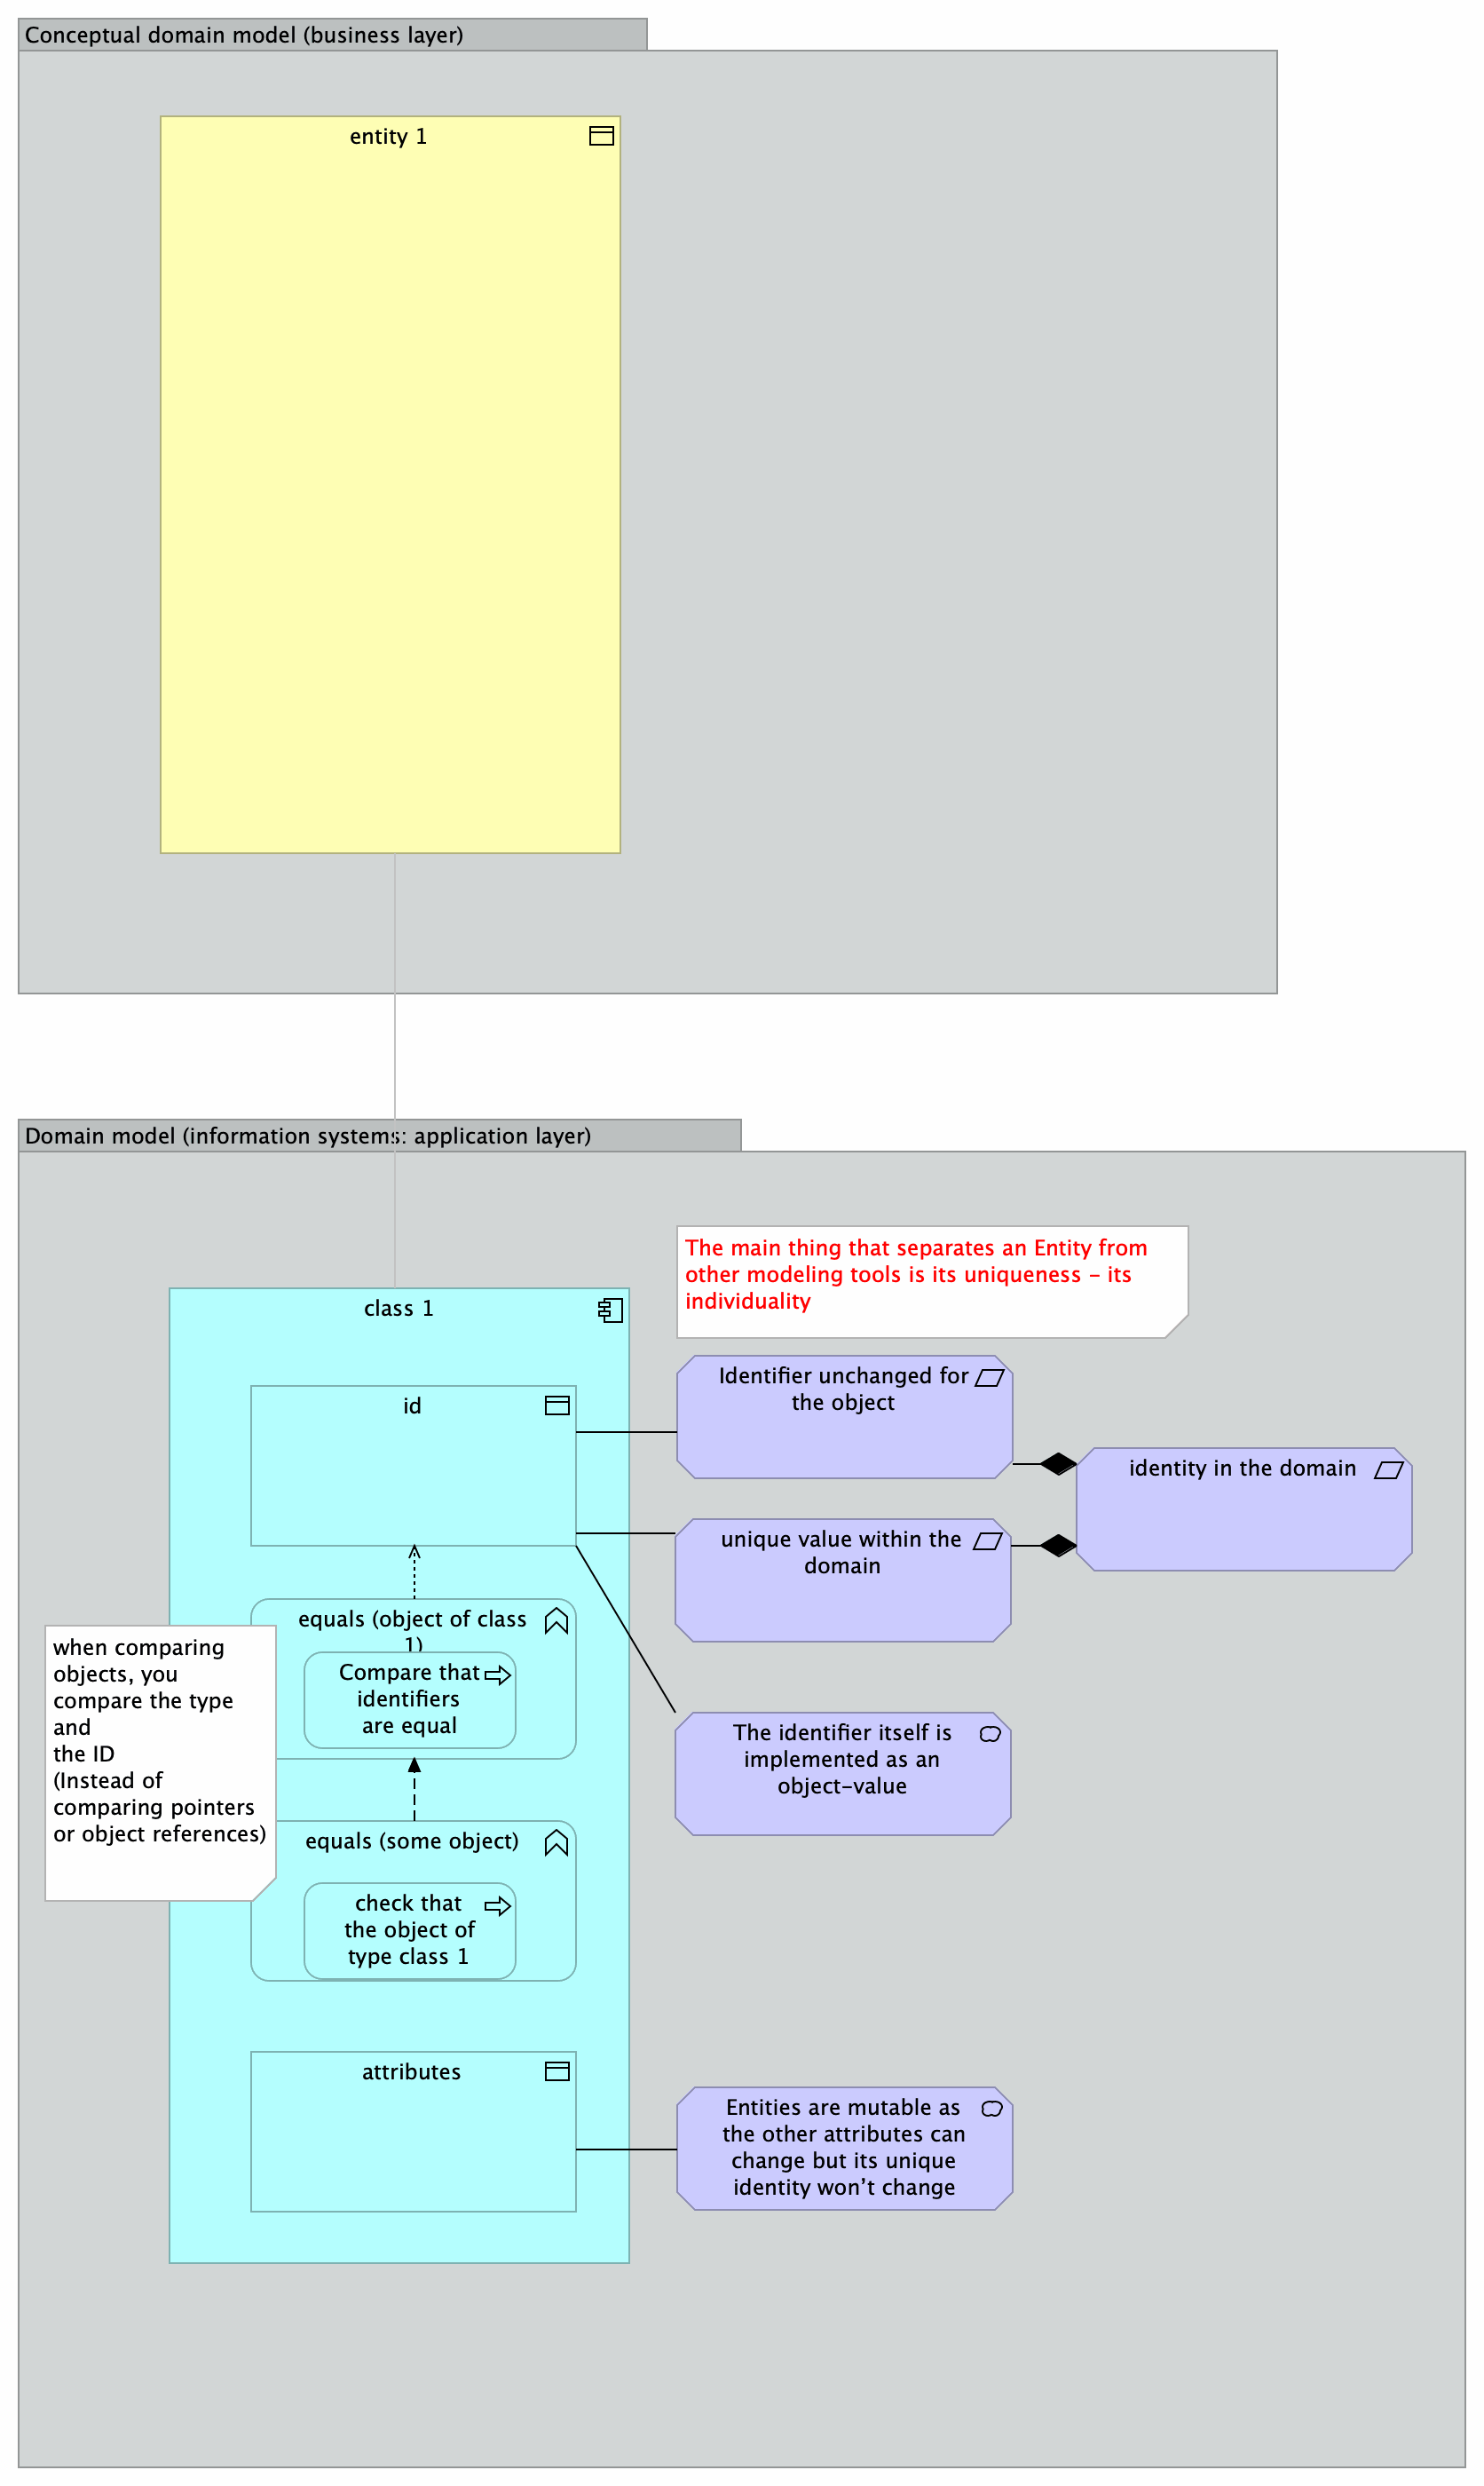 Conceptual domain model (business layer)
entity 1
Domain model (information systems: application layer)
The main thing that separates an Entity from
other modeling tools is its uniqueness – its
individuality
class 1
id
Identifier unchanged for
the object
identity in the domain
unique value within the
domain
equals (object of class
1)
Compare that
identifiers
are equal
when comparing
objects, you
compare the type
and
the ID
(Instead of
comparing pointers
or object references)
The identifier itself is
implemented as an
object–value
equals (some object)
check that
the object of
type class 1
attributes
Entities are mutable as
the other attributes can
change but its unique
identity won’t change